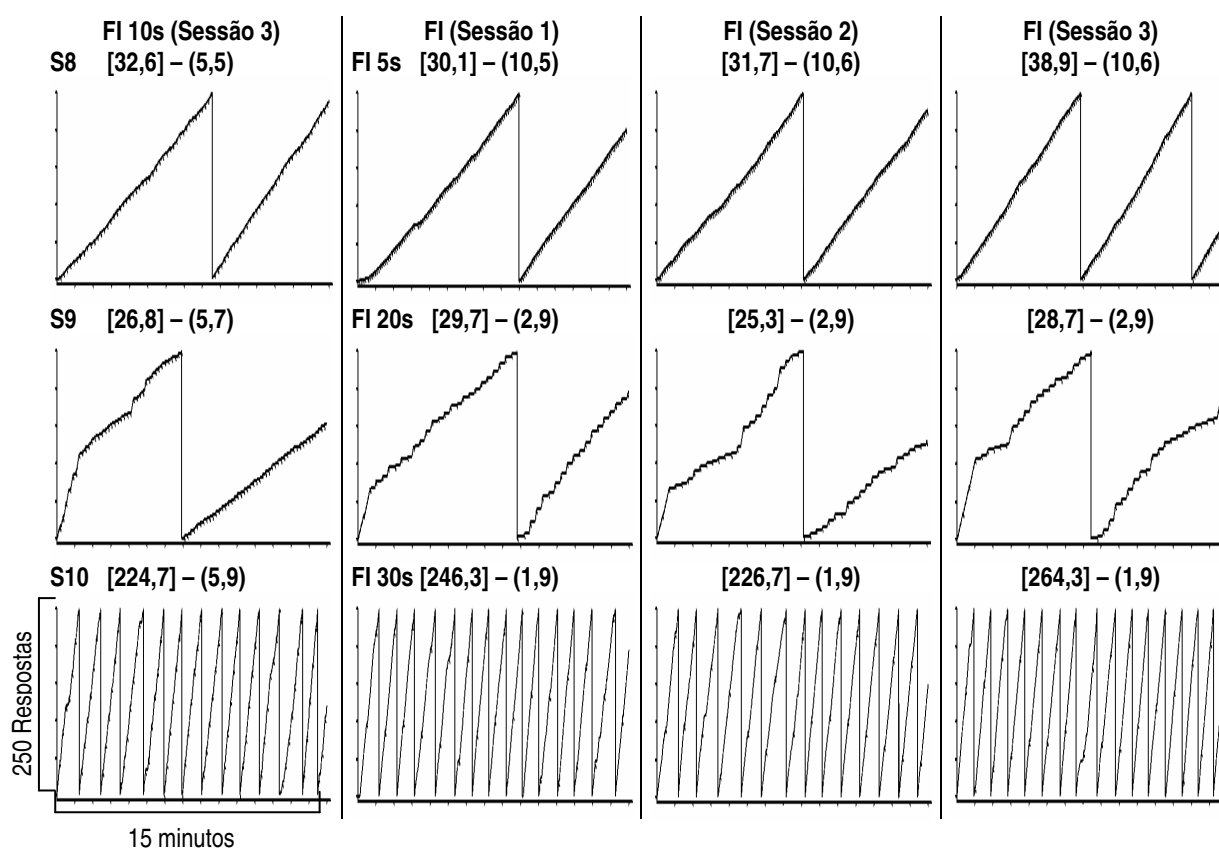 FI 10s (Sessão 3) FI (Sessão 1) FI (Sessão 2) FI (Sessão 3)
S8 [32,6] – (5,5) FI 5s [30,1] – (10,5) [31,7] – (10,6) [38,9] – (10,6)
S9 [26,8] – (5,7) FI 20s [29,7] – (2,9) [25,3] – (2,9) [28,7] – (2,9)
S10 [224,7] – (5,9) FI 30s [246,3] – (1,9) [226,7] – (1,9) [264,3] – (1,9)
250 Respostas
15 minutos